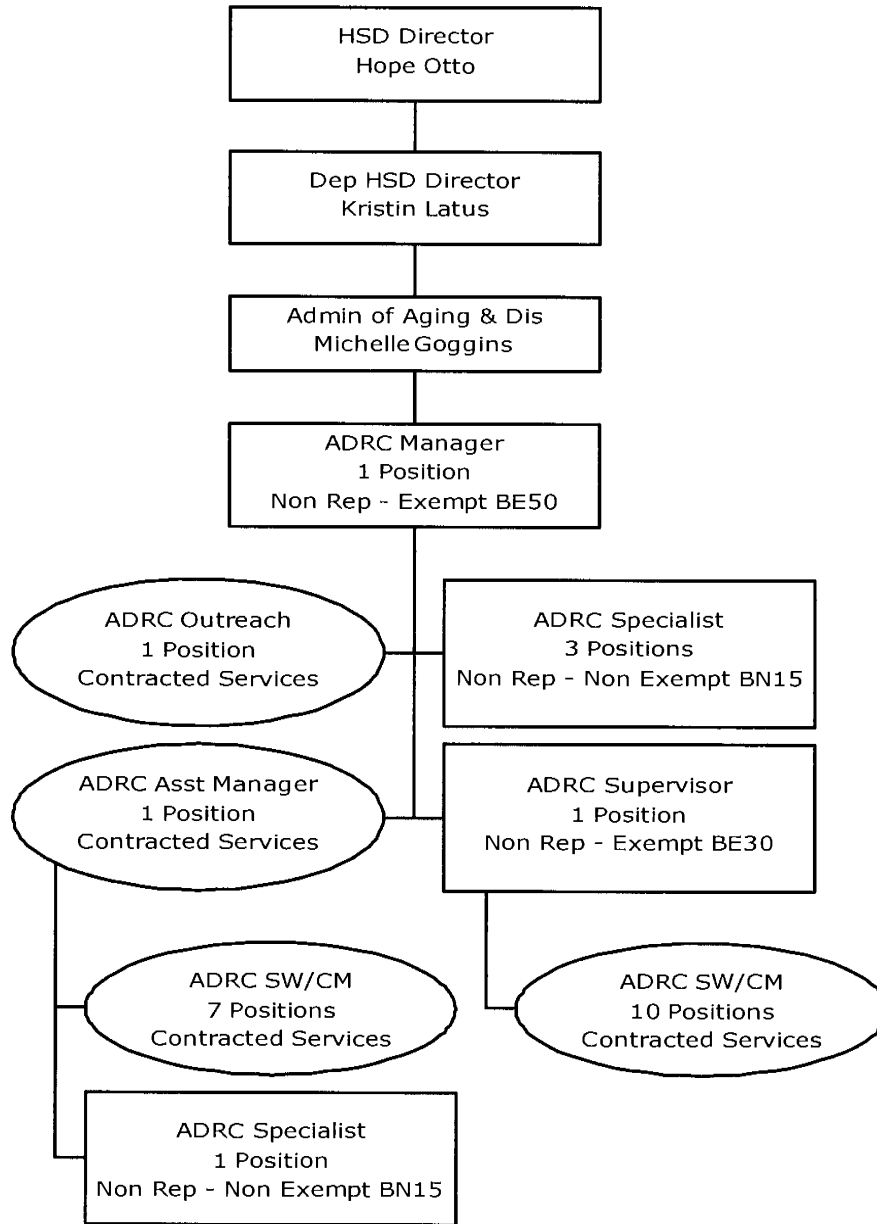 HSD Director
Hope Otto
Dep HSD Director
Kristin Latus
Admin of Aging & Dis
Michelle Goggins
ADRC Manager
1 Position
Non Rep - Exempt BE50
ADRC Outreach
1 Position
Contracted Services
ADRC Specialist
3 Positions
Non Rep - Non Exempt BN15
ADRC Asst Manager
1 Position
Contracted Services
ADRC Supervisor
1 Position
Non Rep - Exempt BE30
ADRC SW/CM
7 Positions
Contracted Services
ADRC SW/CM
10 Positions
Contracted Services
ADRC Specialist
1 Position
Non Rep - Non Exempt BN15